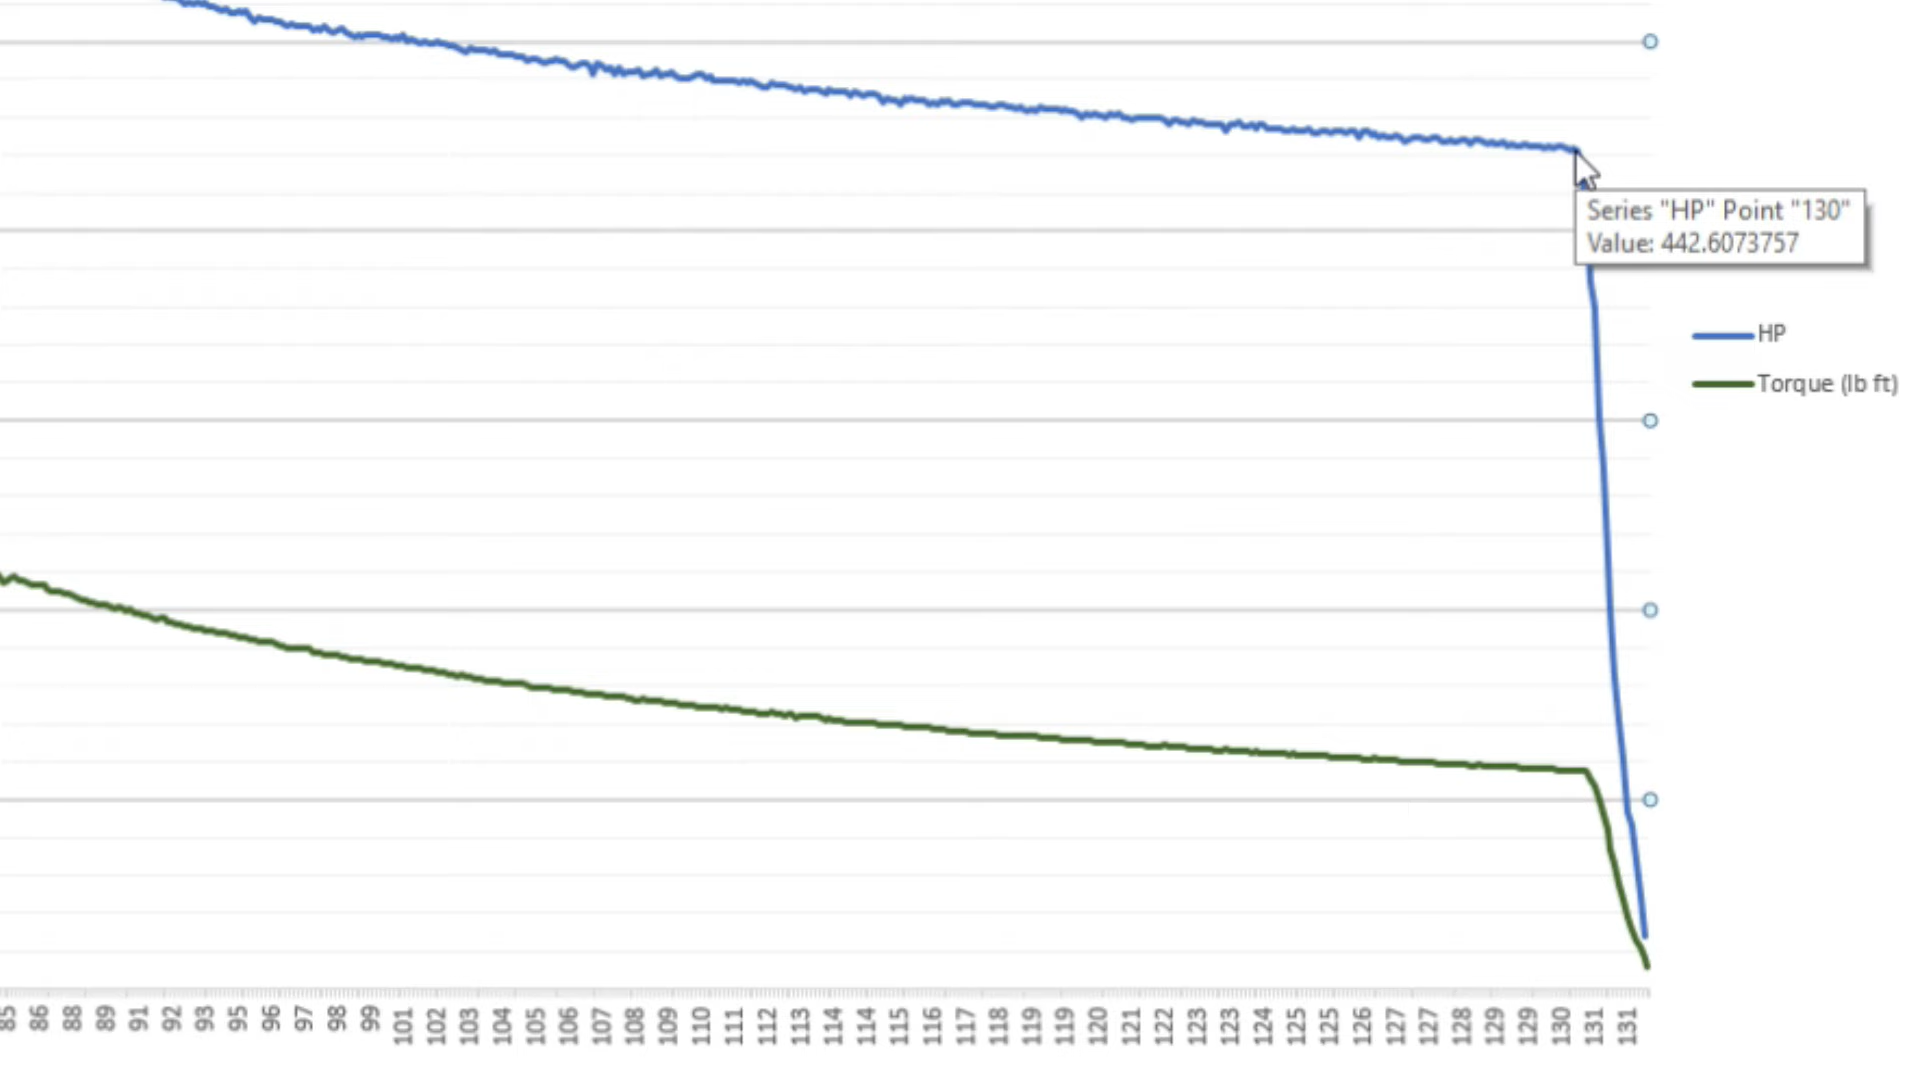 Series "HP" Point "130"
Value: 442.6073757
HP
Torque (lb ft)
85 86 88 89 91 92 93 95 96 97 98 99 101 102 103 104 105 106 107 108 109 110 111 112 113 114 114 115 116 117 118 119 119 120 121 122 123 123 124 125 125 126 127 127 128 129 129 130 131 131